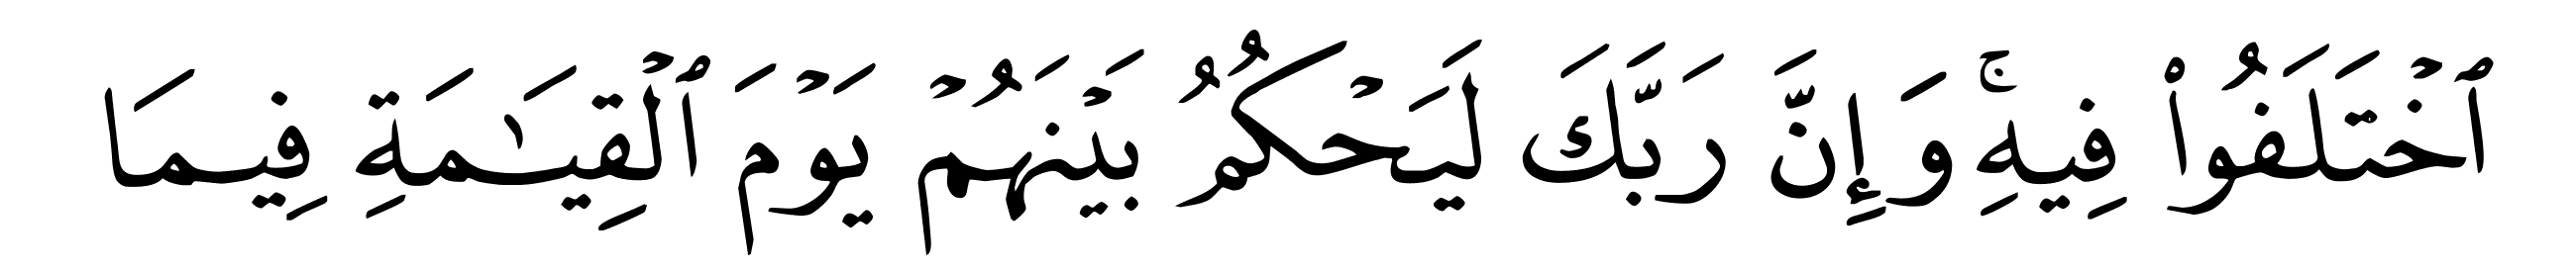 ٱخۡتَلَفُواْ فِيهِۚ وَإِنَّ رَبَّكَ لَيَحۡكُمُ بَيۡنَهُمۡ يَوۡمَ ٱلۡقِيَٰمَةِ فِيمَا